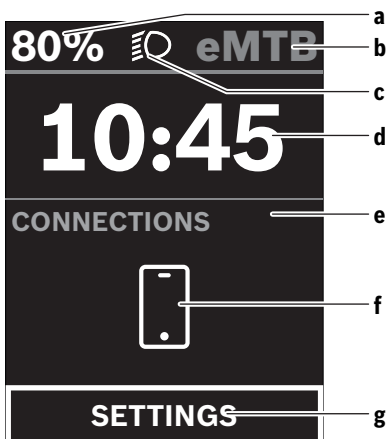 a
80% eMTB b
c
10:45 d
CONNECTIONS e
f
SETTINGS g